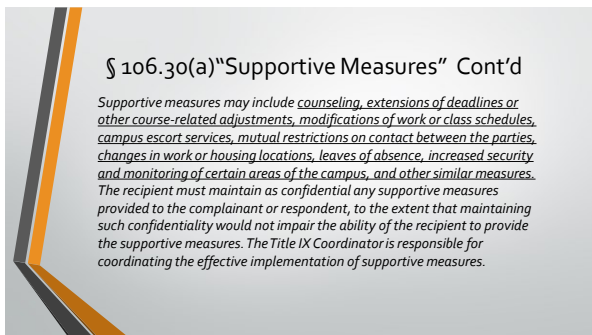 § 106.30(a)“Supportive Measures” Cont’d
Supportive measures may include counseling, extensions of deadlines or
other course-related adjustments, modifications of work or class schedules,
campus escort services, mutual restrictions on contact between the parties,
changes in work or housing locations, leaves of absence, increased security
and monitoring of certain areas of the campus, and other similar measures.
The recipient must maintain as confidential any supportive measures
provided to the complainant or respondent, to the extent that maintaining
such confidentiality would not impair the ability of the recipient to provide
the supportive measures. The Title IX Coordinator is responsible for
coordinating the effective implementation of supportive measures.